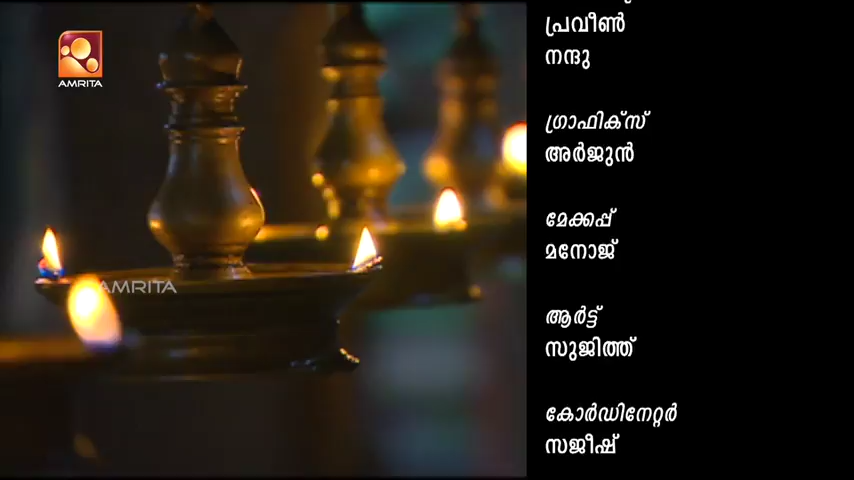 AMRITA
AMRITA
പ്രവീൺ
നന്ദു
ഗ്രാഫിക്സ്
അർജുൻ
മേക്കപ്പ്
മനോജ്
ആർട്ട്
സുജിത്ത്
കോർഡിനേറ്റർ
സജീഷ്